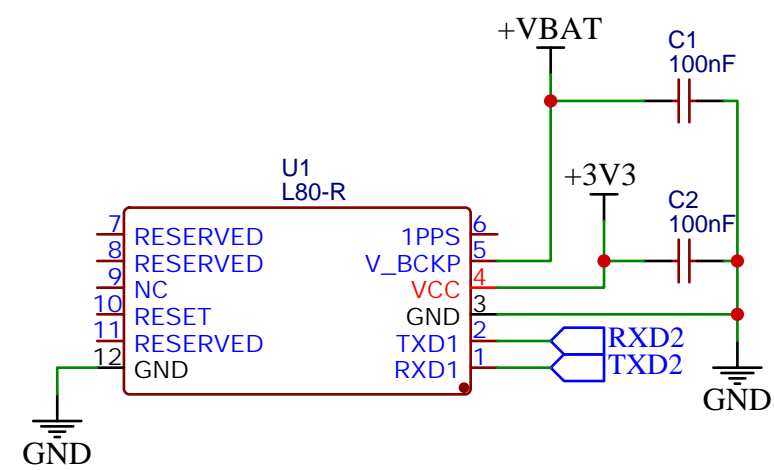 +VBAT
C1
100nF
U1
L80-R
+3V3
C2
100nF
7 RESERVED 1PPS 6
8 RESERVED V_BCKP 5
9 NC VCC 4
10 RESET GND 3
11 RESERVED TXD1 2 RXD2
12 GND RXD1 1 TXD2
GND
GND